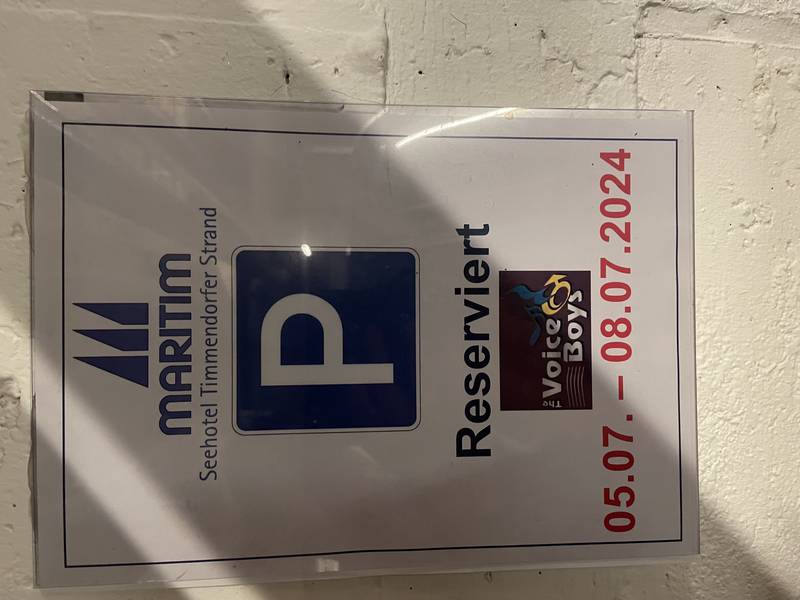 MARITIM
Seehotel Timmendorfer Strand
P
Reserviert
The Voice
Boys
05.07. – 08.07.2024